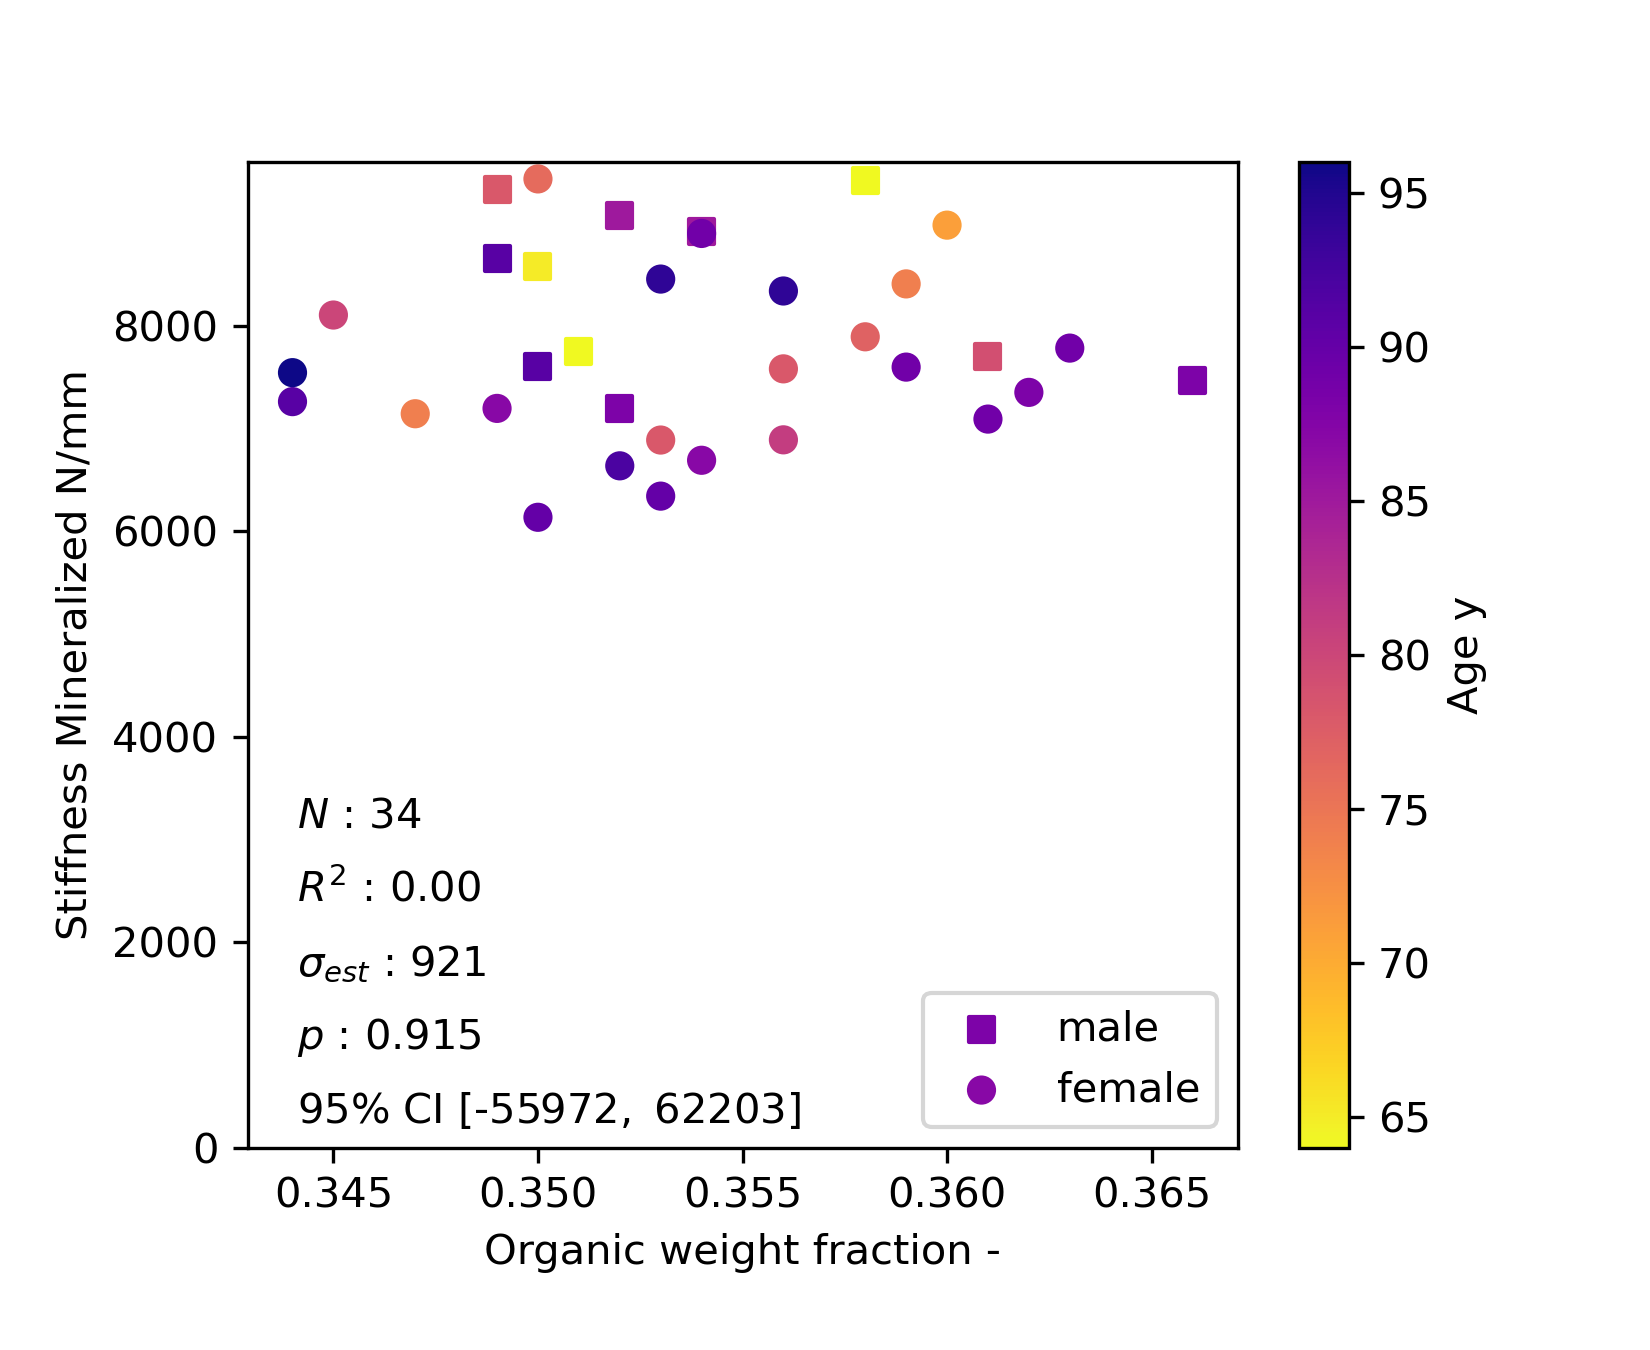 Stiffness Mineralized N/mm
8000
6000
4000
2000
0
N : 34
R² : 0.00
σest : 921
p : 0.915
95% CI [-55972, 62203]
male
female
0.345 0.350 0.355 0.360 0.365
Organic weight fraction -
95
90
85
80
75
70
65
Age y